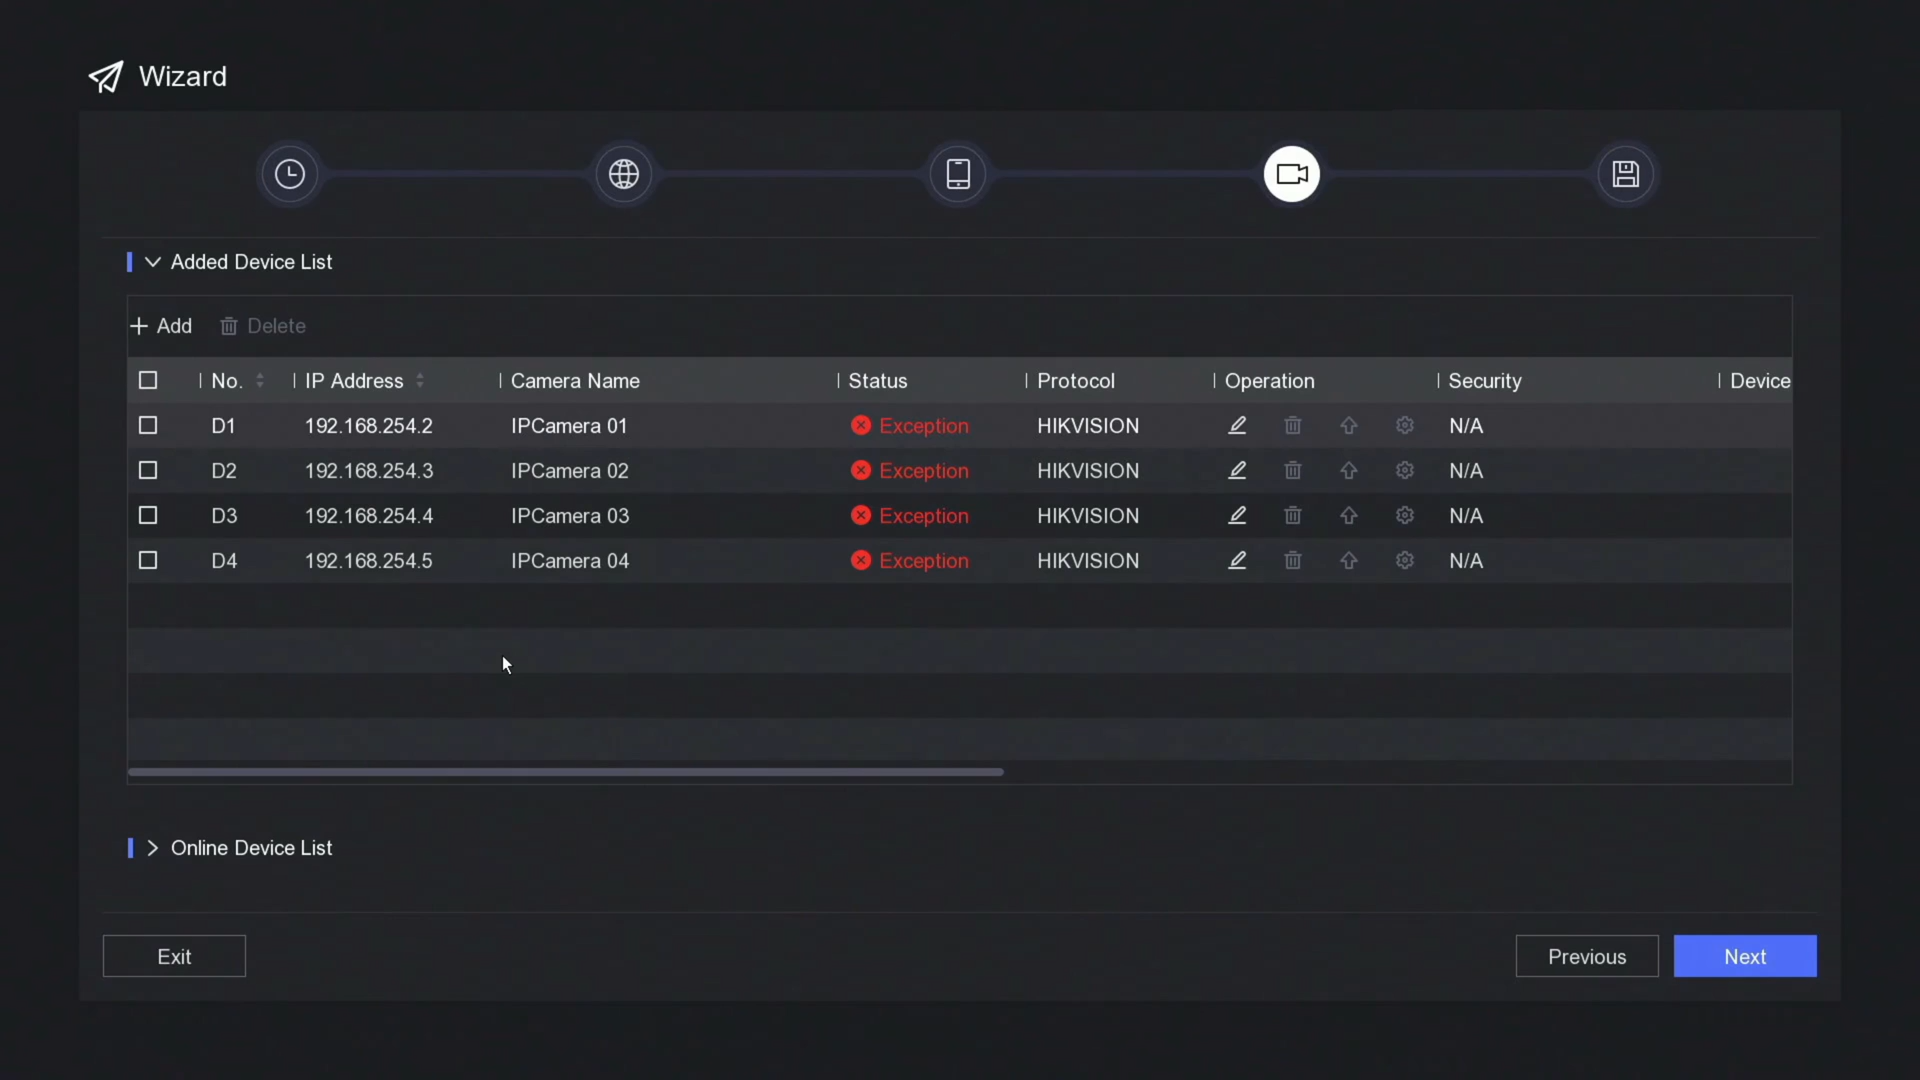 Wizard
Added Device List
Add Delete
No. IP Address Camera Name Status Protocol Operation Security Device
D1 192.168.254.2 IPCamera 01 Exception HIKVISION N/A
D2 192.168.254.3 IPCamera 02 Exception HIKVISION N/A
D3 192.168.254.4 IPCamera 03 Exception HIKVISION N/A
D4 192.168.254.5 IPCamera 04 Exception HIKVISION N/A
Online Device List
Exit Previous Next